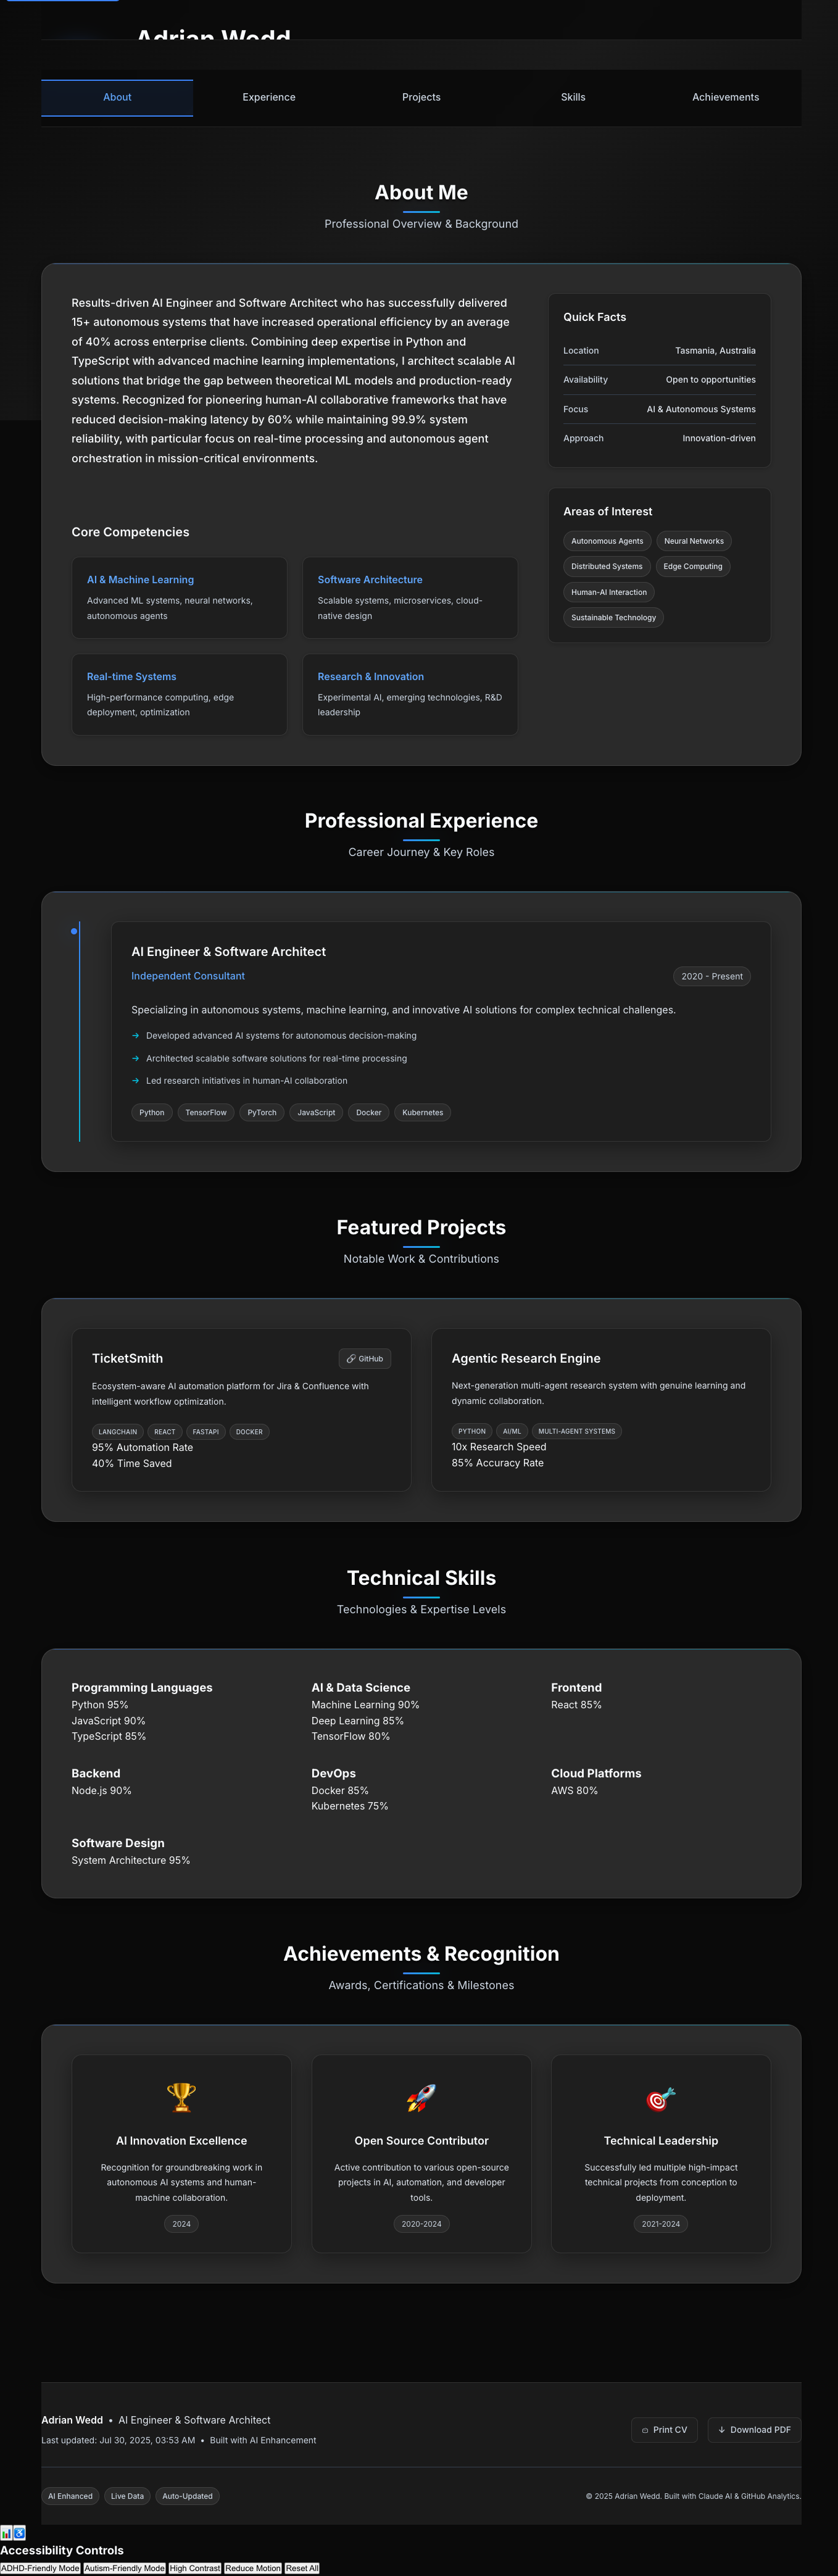 Adrian Wedd
About
Experience
Projects
Skills
Achievements
About Me
Professional Overview & Background
Results-driven AI Engineer and Software Architect who has successfully delivered
15+ autonomous systems that have increased operational efficiency by an average
of 40% across enterprise clients. Combining deep expertise in Python and
TypeScript with advanced machine learning implementations, I architect scalable AI
solutions that bridge the gap between theoretical ML models and production-ready
systems. Recognized for pioneering human-AI collaborative frameworks that have
reduced decision-making latency by 60% while maintaining 99.9% system
reliability, with particular focus on real-time processing and autonomous agent
orchestration in mission-critical environments.
Core Competencies
AI & Machine Learning
Advanced ML systems, neural networks,
autonomous agents
Software Architecture
Scalable systems, microservices, cloud-
native design
Real-time Systems
High-performance computing, edge
deployment, optimization
Research & Innovation
Experimental AI, emerging technologies, R&D
leadership
Quick Facts
Location Tasmania, Australia
Availability Open to opportunities
Focus AI & Autonomous Systems
Approach Innovation-driven
Areas of Interest
Autonomous Agents Neural Networks
Distributed Systems Edge Computing
Human-AI Interaction
Sustainable Technology
Professional Experience
Career Journey & Key Roles
AI Engineer & Software Architect
Independent Consultant 2020 - Present
Specializing in autonomous systems, machine learning, and innovative AI solutions for complex technical challenges.
→ Developed advanced AI systems for autonomous decision-making
→ Architected scalable software solutions for real-time processing
→ Led research initiatives in human-AI collaboration
Python TensorFlow PyTorch JavaScript Docker Kubernetes
Featured Projects
Notable Work & Contributions
TicketSmith
🔗 GitHub
Ecosystem-aware AI automation platform for Jira & Confluence with
intelligent workflow optimization.
LANGCHAIN REACT FASTAPI DOCKER
95% Automation Rate
40% Time Saved
Agentic Research Engine
Next-generation multi-agent research system with genuine learning and
dynamic collaboration.
PYTHON AI/ML MULTI-AGENT SYSTEMS
10x Research Speed
85% Accuracy Rate
Technical Skills
Technologies & Expertise Levels
Programming Languages
Python 95%
JavaScript 90%
TypeScript 85%
AI & Data Science
Machine Learning 90%
Deep Learning 85%
TensorFlow 80%
Frontend
React 85%
Backend
Node.js 90%
DevOps
Docker 85%
Kubernetes 75%
Cloud Platforms
AWS 80%
Software Design
System Architecture 95%
Achievements & Recognition
Awards, Certifications & Milestones
AI Innovation Excellence
Recognition for groundbreaking work in
autonomous AI systems and human-
machine collaboration.
2024
Open Source Contributor
Active contribution to various open-source
projects in AI, automation, and developer
tools.
2020-2024
Technical Leadership
Successfully led multiple high-impact
technical projects from conception to
deployment.
2021-2024
Adrian Wedd • AI Engineer & Software Architect
Last updated: Jul 30, 2025, 03:53 AM • Built with AI Enhancement
Print CV
↓ Download PDF
AI Enhanced Live Data Auto-Updated
© 2025 Adrian Wedd. Built with Claude AI & GitHub Analytics.
Accessibility Controls
ADHD-Friendly Mode Autism-Friendly Mode High Contrast Reduce Motion Reset All